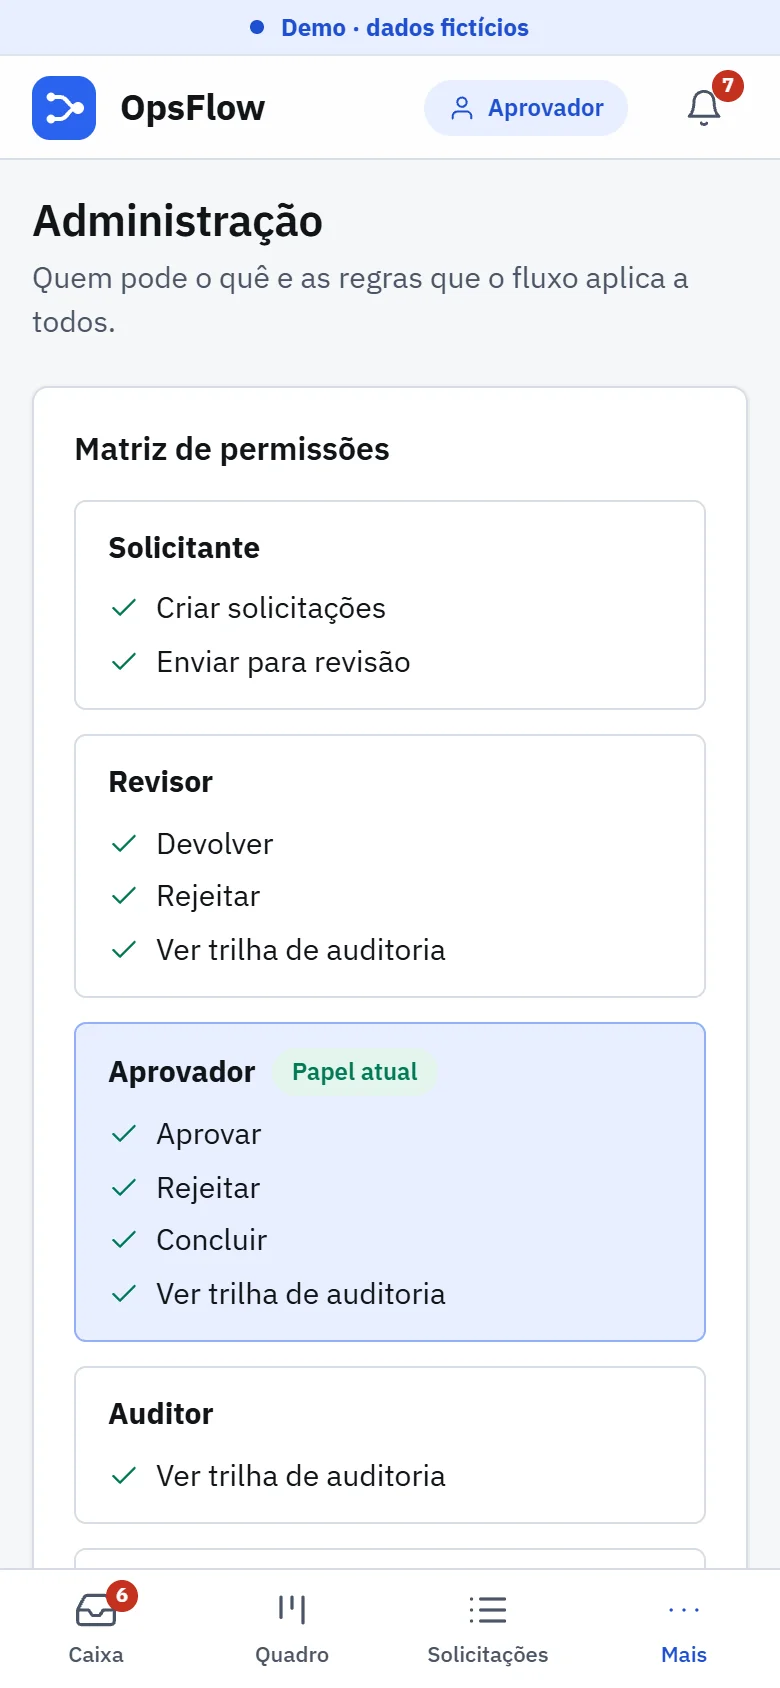 Demo · dados fictícios
OpsFlow
Aprovador
7
Administração
Quem pode o quê e as regras que o fluxo aplica a
todos.
Matriz de permissões
Solicitante
Criar solicitações
Enviar para revisão
Revisor
Devolver
Rejeitar
Ver trilha de auditoria
Aprovador
Papel atual
Aprovar
Rejeitar
Concluir
Ver trilha de auditoria
Auditor
Ver trilha de auditoria
6
Caixa
Quadro
Solicitações
Mais